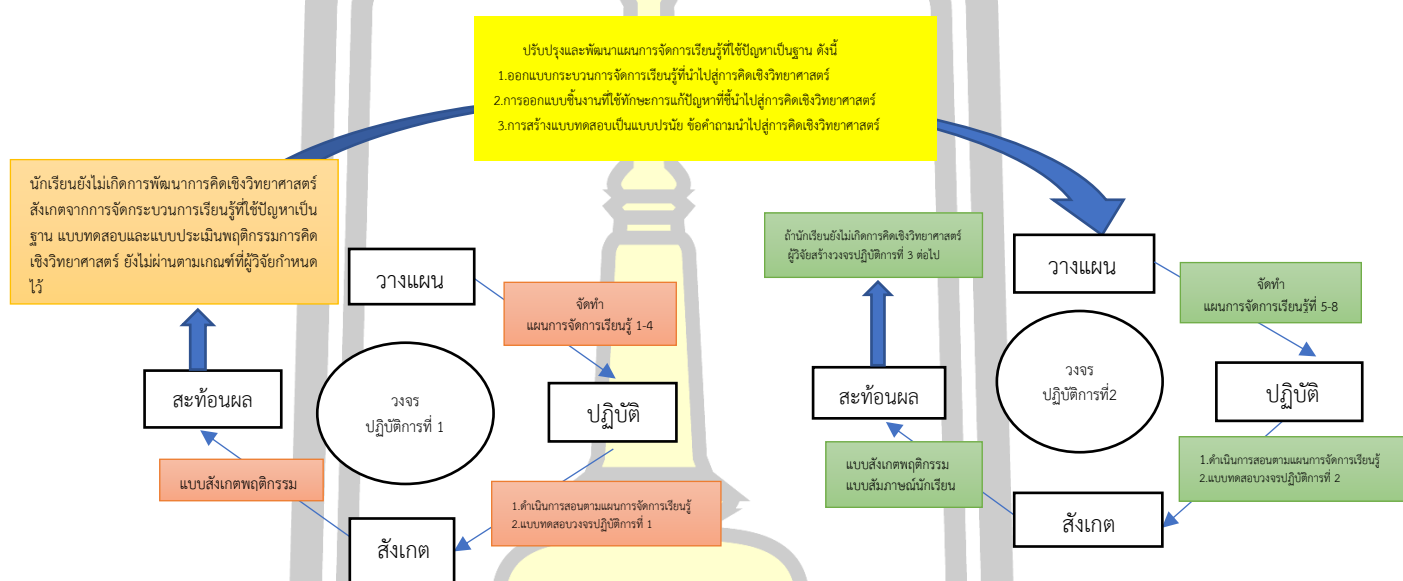 ปรับปรุงและพัฒนาแผนการจัดการเรียนรู้ที่ใช้ปัญหาเป็นฐาน ดังนี้
1.ออกแบบกระบวนการจัดการเรียนรู้ที่นำไปสู่การคิดเชิงวิทยาศาสตร์
2.การออกแบบชิ้นงานที่ใช้ทักษะการแก้ปัญหาที่ชี้นำไปสู่การคิดเชิงวิทยาศาสตร์
3.การสร้างแบบทดสอบเป็นแบบปรนัย ข้อคำถามนำไปสู่การคิดเชิงวิทยาศาสตร์
นักเรียนยังไม่เกิดการพัฒนาการคิดเชิงวิทยาศาสตร์
สังเกตจากการจัดกระบวนการเรียนรู้ที่ใช้ปัญหาเป็น
ฐาน แบบทดสอบและแบบประเมินพฤติกรรมการคิด
เชิงวิทยาศาสตร์ ยังไม่ผ่านตามเกณฑ์ที่ผู้วิจัยกำหนด
ไว้
วางแผน
จัดทำ
แผนการจัดการเรียนรู้ 1-4
วงจร
ปฏิบัติการที่ 1
สะท้อนผล
ปฏิบัติ
แบบสังเกตพฤติกรรม
1.ดำเนินการสอนตามแผนการจัดการเรียนรู้
2.แบบทดสอบวงจรปฏิบัติการที่ 1
สังเกต
ถ้านักเรียนยังไม่เกิดการคิดเชิงวิทยาศาสตร์
ผู้วิจัยสร้างวงจรปฏิบัติการที่ 3 ต่อไป
วางแผน
จัดทำ
แผนการจัดการเรียนรู้ที่ 5-8
วงจร
ปฏิบัติการที่2
สะท้อนผล
ปฏิบัติ
แบบสังเกตพฤติกรรม
แบบสัมภาษณ์นักเรียน
1.ดำเนินการสอนตามแผนการจัดการเรียนรู้
2.แบบทดสอบวงจรปฏิบัติการที่ 2
สังเกต